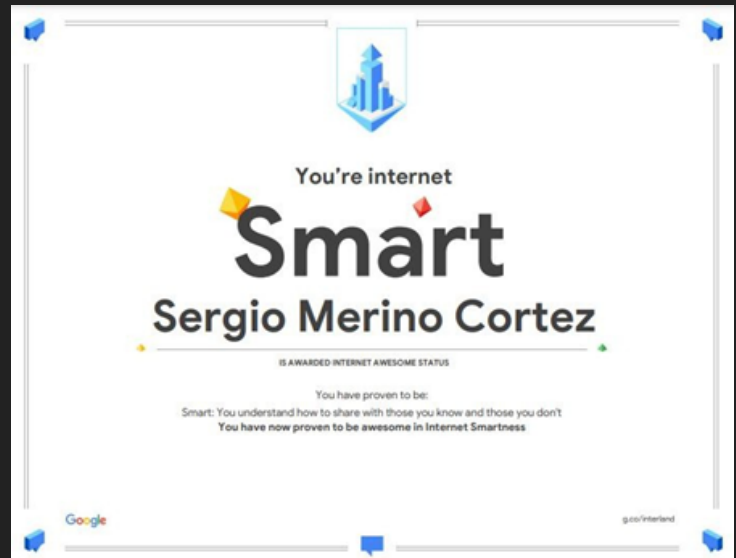 You're internet
Smart
Sergio Merino Cortez
IS AWARDED INTERNET AWESOME STATUS
You have proven to be:
Smart: You understand how to share with those you know and those you don't
You have now proven to be awesome in Internet Smartness
Google
g.co/interland